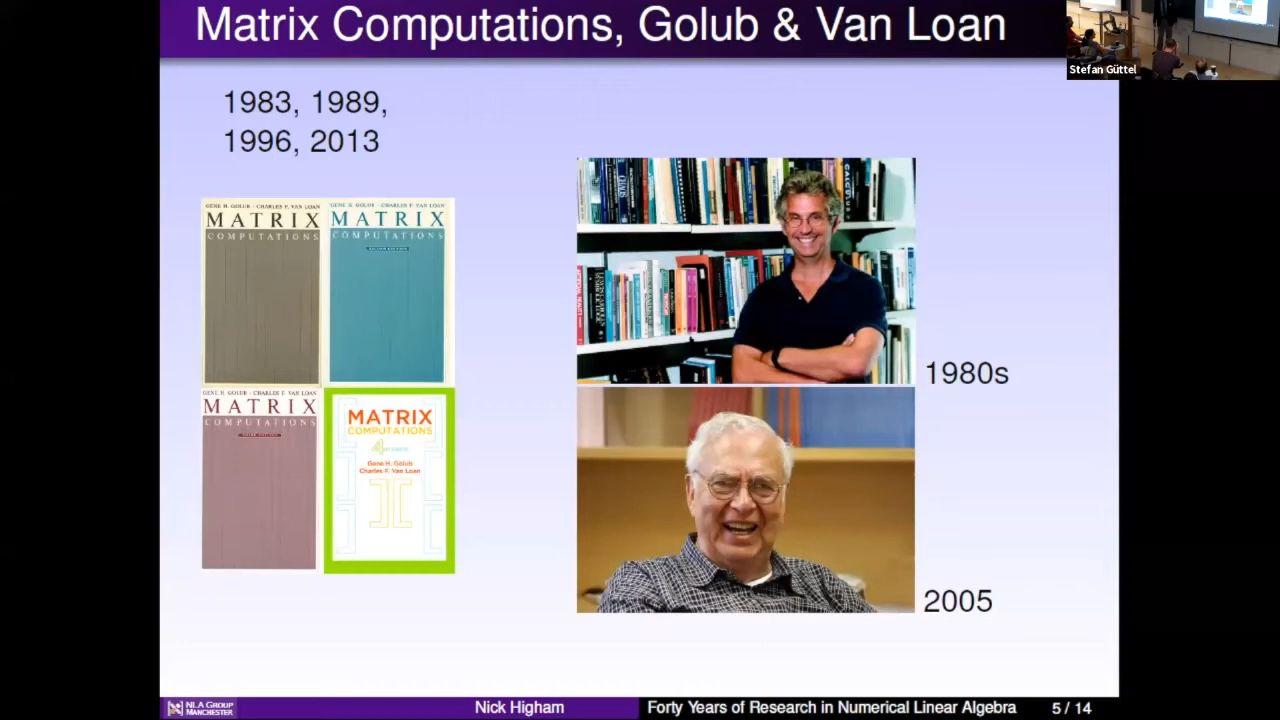 Matrix Computations, Golub & Van Loan
Stefan Güttel
1983, 1989,
1996, 2013
GENE H. GOLUB · CHARLES F. VAN LOAN
MATRIX
COMPUTATIONS
GENE H. GOLUB · CHARLES F. VAN LOAN
MATRIX
COMPUTATIONS
GENE H. GOLUB · CHARLES F. VAN LOAN
MATRIX
COMPUTATIONS
MATRIX
COMPUTATIONS
4
Gene H. Golub
Charles F. Van Loan
1980s
2005
NLA GROUP
MANCHESTER
Nick Higham
Forty Years of Research in Numerical Linear Algebra
5 / 14